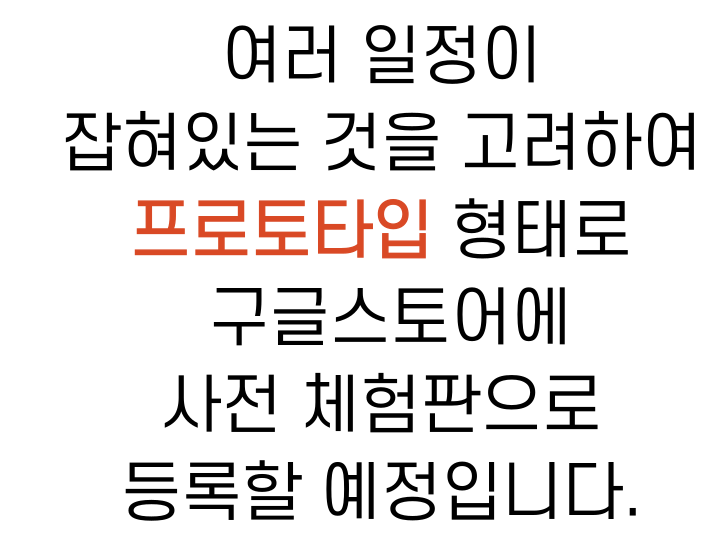 여러 일정이
잡혀있는 것을 고려하여
프로토타입 형태로
구글스토어에
사전 체험판으로
등록할 예정입니다.